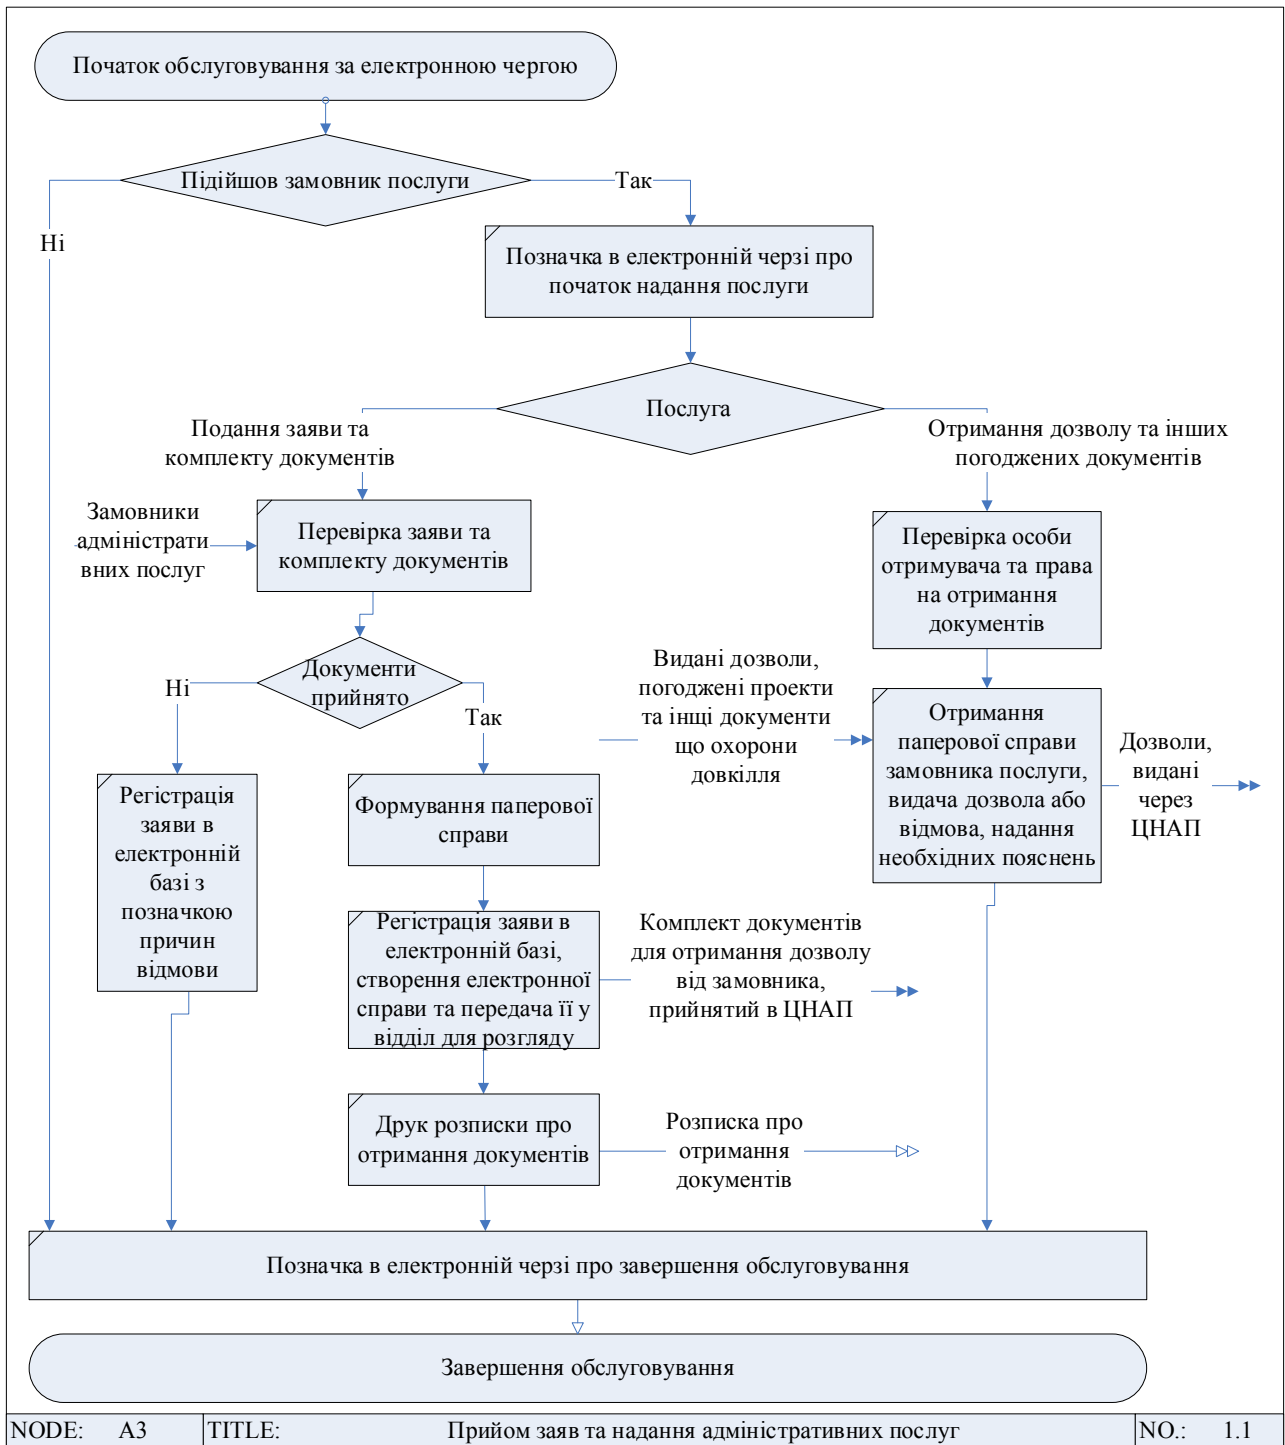 Початок обслуговування за електронною чергою
Підійшов замовник послуги
Так
Ні
Позначка в електронній черзі про
початок надання послуги
Послуга
Подання заяви та
комплекту документів
Отримання дозволу та інших
погоджених документів
Замовники
адміністрати
вних послуг
Перевірка заяви та
комплекту документів
Перевірка особи
отримувача та права
на отримання
документів
Документи
прийнято
Ні
Так
Видані дозволи,
погоджені проекти
та інщі документи
що охорони
довкілля
Отримання
паперової справи
замовника послуги,
видача дозвола або
відмова, надання
необхідних пояснень
Дозволи,
видані
через
ЦНАП
Регістрація
заяви в
електронній
базі з
позначкою
причин
відмови
Формування паперової
справи
Регістрація заяви в
електронній базі,
створення електронної
справи та передача її у
відділ для розгляду
Комплект документів
для отримання дозволу
від замовника,
прийнятий в ЦНАП
Друк розписки про
отримання документів
Розписка про
отримання
документів
Позначка в електронній черзі про завершення обслуговування
Завершення обслуговування
NODE: A3 TITLE: Прийом заяв та надання адміністративних послуг NO.: 1.1